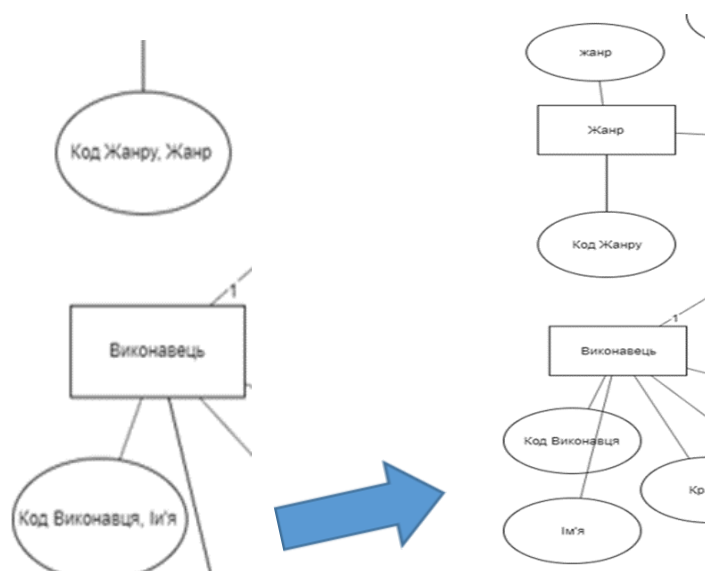 Код Жанру, Жанр
1
Виконавець
Код Виконавця, Іи'я
жанр
Жанр
Код Жанру
1
Виконавець
Код Виконавця
Кр
Ім'я